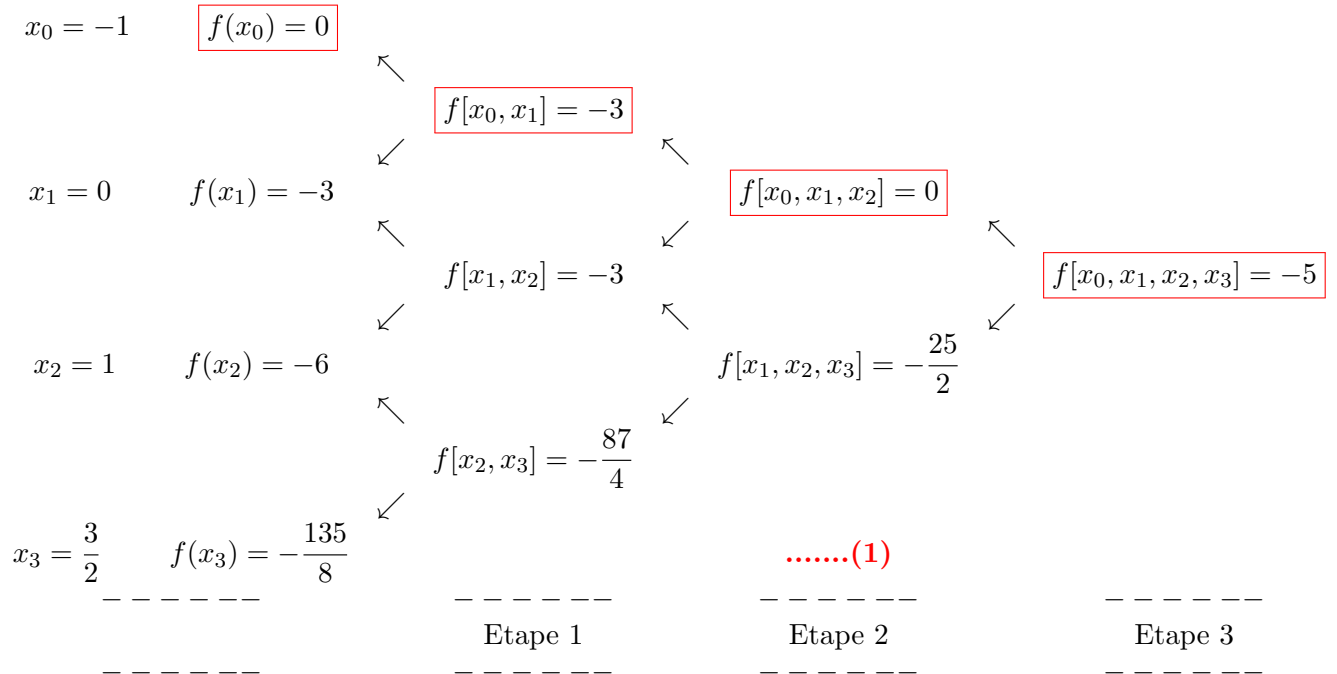 x_0 = −1 f(x_0) = 0
f[x_0, x_1] = −3
x_1 = 0 f(x_1) = −3 f[x_0, x_1, x_2] = 0
f[x_1, x_2] = −3 f[x_0, x_1, x_2, x_3] = −5
x_2 = 1 f(x_2) = −6 f[x_1, x_2, x_3] = −25/2
f[x_2, x_3] = −87/4
x_3 = 3/2 f(x_3) = −135/8 .......(1)
− − − − −− − − − − −− − − − − −− − − − − −−
Etape 1 Etape 2 Etape 3
− − − − −− − − − − −− − − − − −− − − − − −−